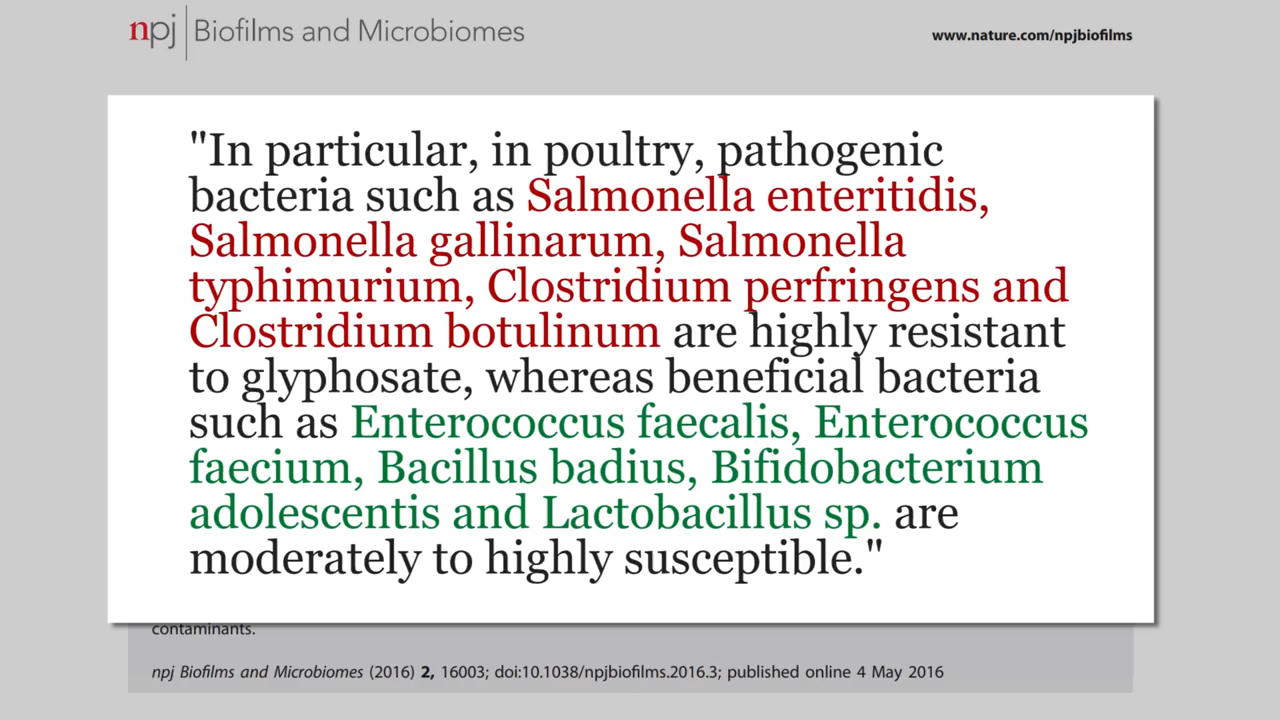 npj Biofilms and Microbiomes
www.nature.com/npjbiofilms
"In particular, in poultry, pathogenic
bacteria such as Salmonella enteritidis,
Salmonella gallinarum, Salmonella
typhimurium, Clostridium perfringens and
Clostridium botulinum are highly resistant
to glyphosate, whereas beneficial bacteria
such as Enterococcus faecalis, Enterococcus
faecium, Bacillus badius, Bifidobacterium
adolescentis and Lactobacillus sp. are
moderately to highly susceptible."
contaminants.
npj Biofilms and Microbiomes (2016) 2, 16003; doi:10.1038/npjbiofilms.2016.3; published online 4 May 2016